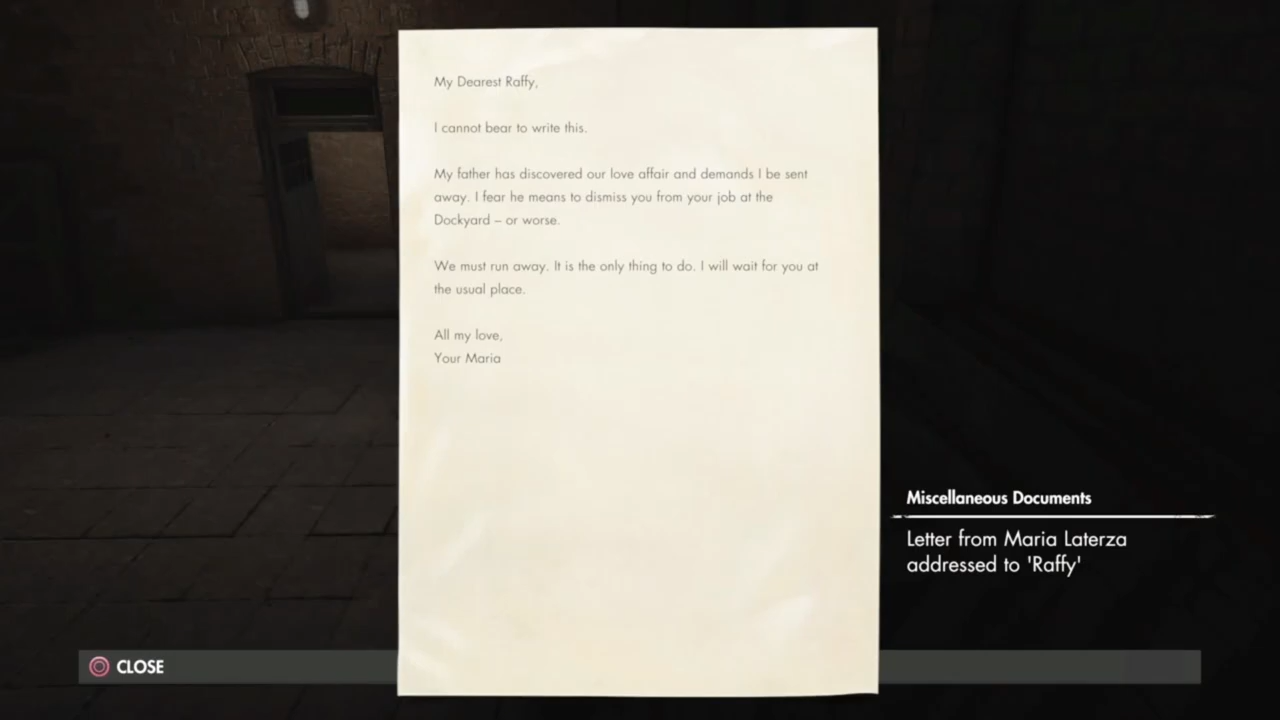 My Dearest Raffy,
I cannot bear to write this.
My father has discovered our love affair and demands I be sent
away. I fear he means to dismiss you from your job at the
Dockyard – or worse.
We must run away. It is the only thing to do. I will wait for you at
the usual place.
All my love,
Your Maria
Miscellaneous Documents
Letter from Maria Laterza
addressed to 'Raffy'
CLOSE